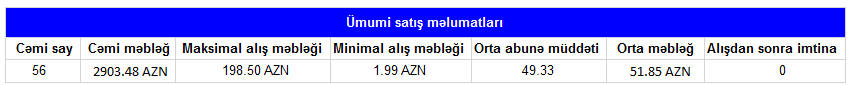 Ümumi satış məlumatları
Cəmi say Cəmi məbləğ Maksimal alış məbləği Minimal alış məbləği Orta abunə müddəti Orta məbləğ Alışdan sonra imtina
56 2903.48 AZN 198.50 AZN 1.99 AZN 49.33 51.85 AZN 0